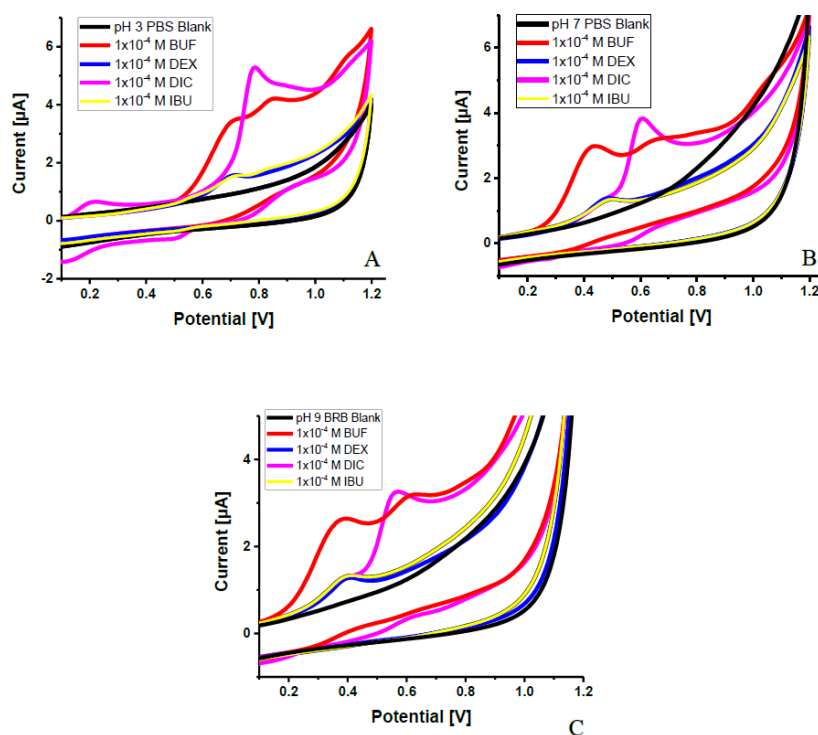 pH 3 PBS Blank
1x10⁻⁴ M BUF
1x10⁻⁴ M DEX
1x10⁻⁴ M DIC
1x10⁻⁴ M IBU
6
4
2
0
-2
Current [µA]
0.2 0.4 0.6 0.8 1.0 1.2
Potential [V]
A
pH 7 PBS Blank
1x10⁻⁴ M BUF
1x10⁻⁴ M DEX
1x10⁻⁴ M DIC
1x10⁻⁴ M IBU
6
4
2
0
Current [µA]
0.2 0.4 0.6 0.8 1.0 1.2
Potential [V]
B
pH 9 BRB Blank
1x10⁻⁴ M BUF
1x10⁻⁴ M DEX
1x10⁻⁴ M DIC
1x10⁻⁴ M IBU
4
2
0
Current [µA]
0.2 0.4 0.6 0.8 1.0 1.2
Potential [V]
C